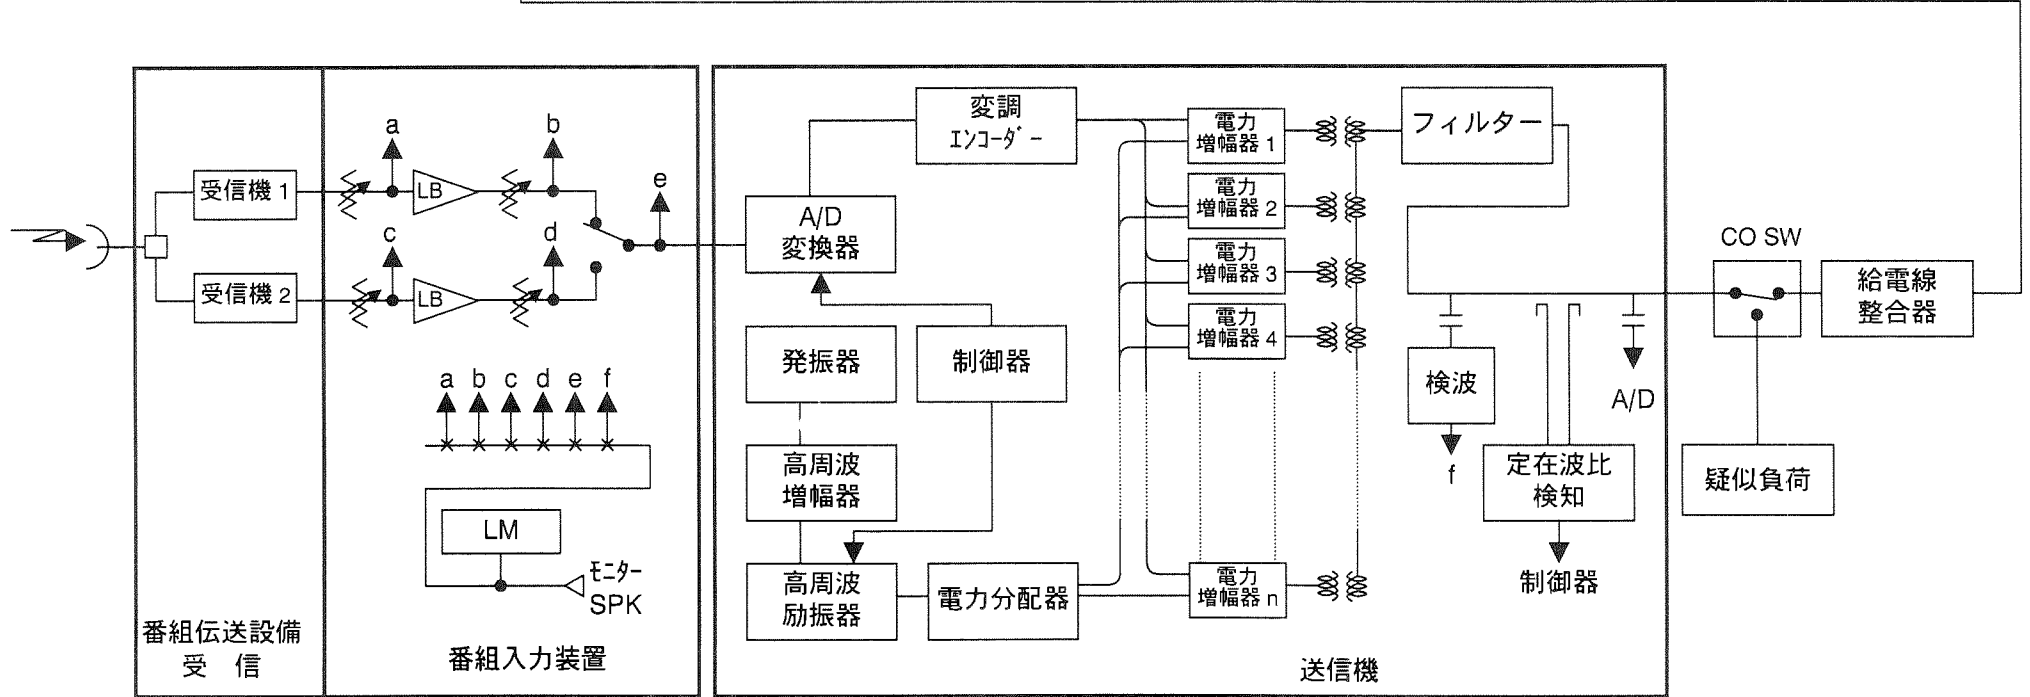 a
b
受信機 1
LB
e
c
d
受信機 2
LB
a b c d e f
LM
モニター
SPK
番組伝送設備
受 信
番組入力装置
変調
エンコーダー
A/D
変換器
発振器
制御器
高周波
増幅器
高周波
励振器
電力分配器
電力
増幅器 1
電力
増幅器 2
電力
増幅器 3
電力
増幅器 4
電力
増幅器 n
フィルター
検波
f
定在波比
検知
制御器
A/D
送信機
CO SW
給電線
整合器
疑似負荷